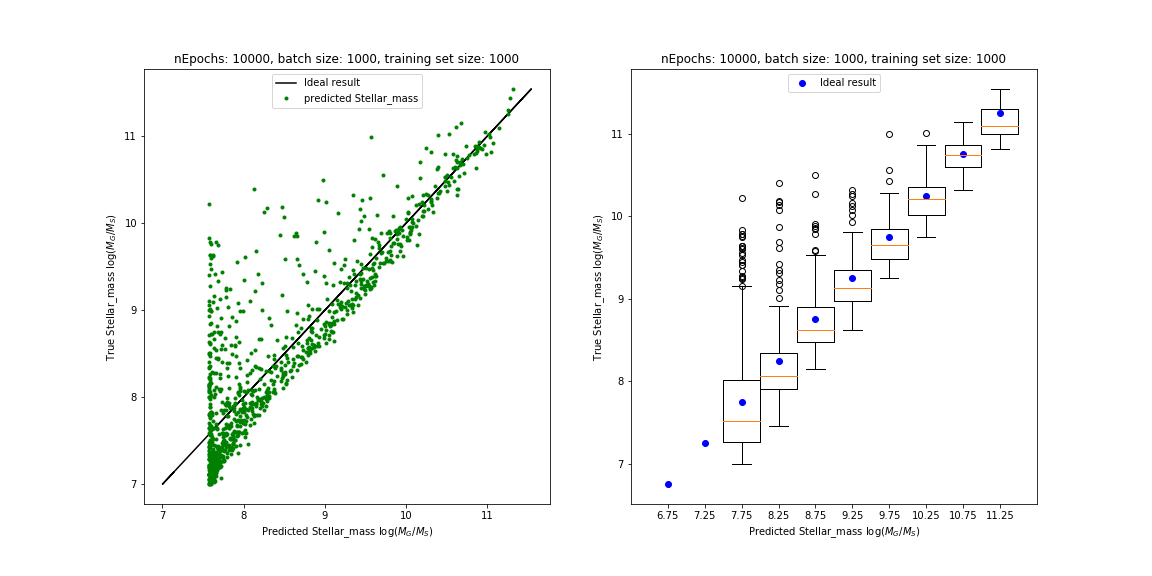 nEpochs: 10000, batch size: 1000, training set size: 1000
Ideal result
predicted Stellar_mass
11
10
9
8
7
True Stellar_mass log(M_G/M_S)
7 8 9 10 11
Predicted Stellar_mass log(M_G/M_S)
nEpochs: 10000, batch size: 1000, training set size: 1000
Ideal result
11
10
9
8
7
True Stellar_mass log(M_G/M_S)
6.75 7.25 7.75 8.25 8.75 9.25 9.75 10.25 10.75 11.25
Predicted Stellar_mass log(M_G/M_S)